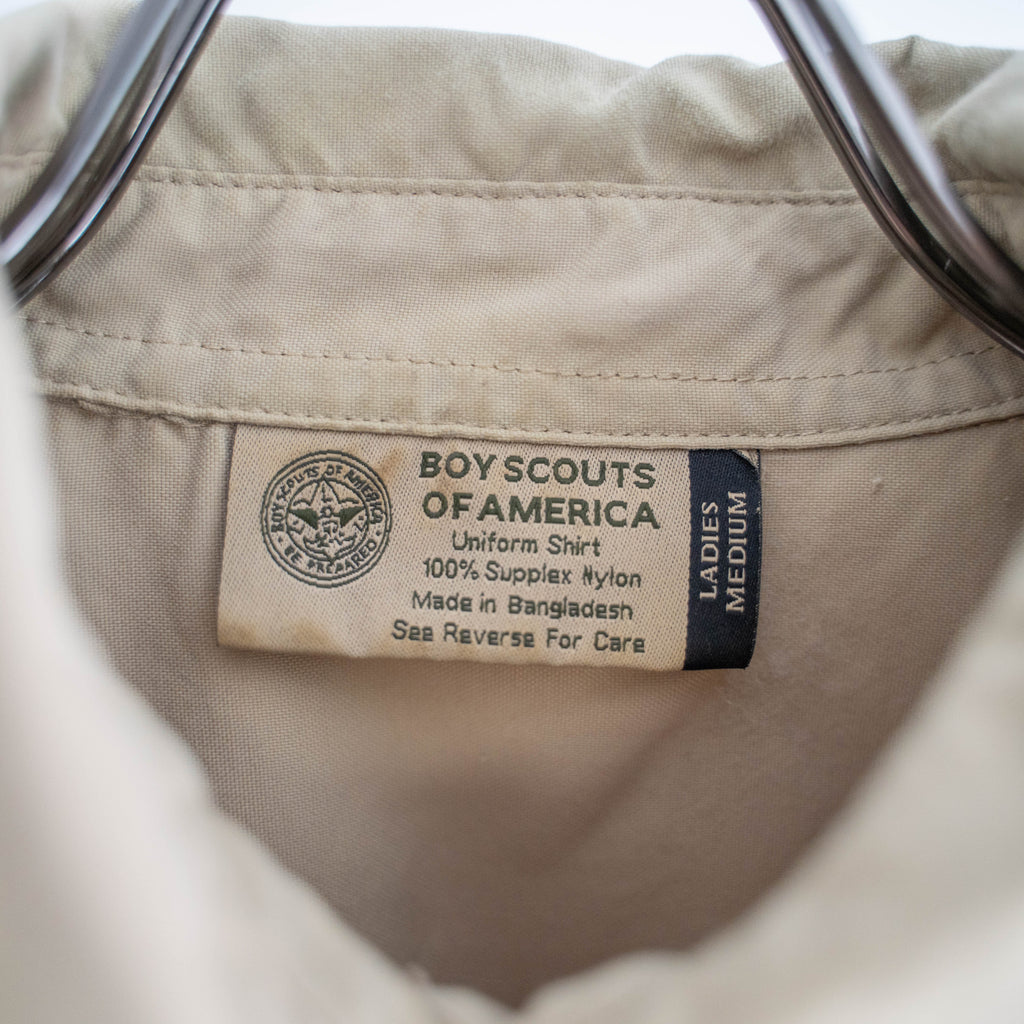 BOY SCOUTS OF AMERICA
BE PREPARED
BOY SCOUTS
OF AMERICA
Uniform Shirt
100% Supplex Nylon
Made in Bangladesh
See Reverse For Care
LADIES
MEDIUM